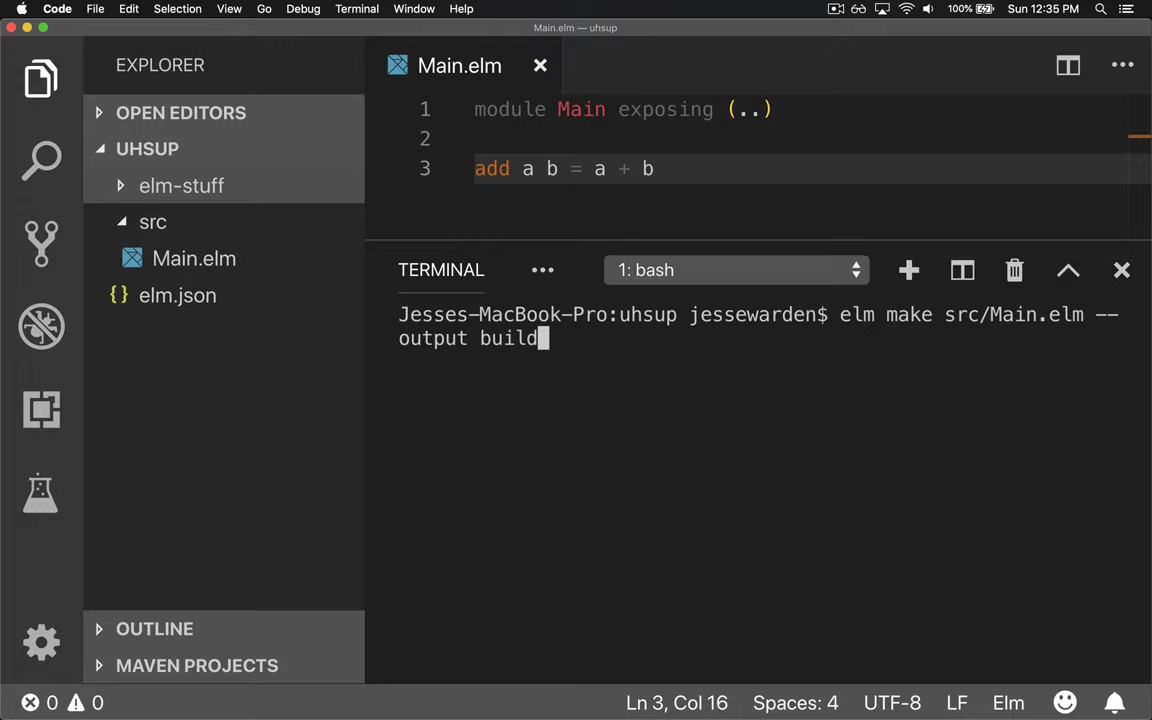 Code File Edit Selection View Go Debug Terminal Window Help 100% Sun 12:35 PM
Main.elm — uhsup
EXPLORER
OPEN EDITORS
UHSUP
elm-stuff
src
Main.elm
elm.json
OUTLINE
MAVEN PROJECTS
Main.elm
1 module Main exposing (..)
2
3 add a b = a + b
TERMINAL
1: bash
Jesses-MacBook-Pro:uhsup jessewarden$ elm make src/Main.elm --
output build
0 0 Ln 3, Col 16 Spaces: 4 UTF-8 LF Elm